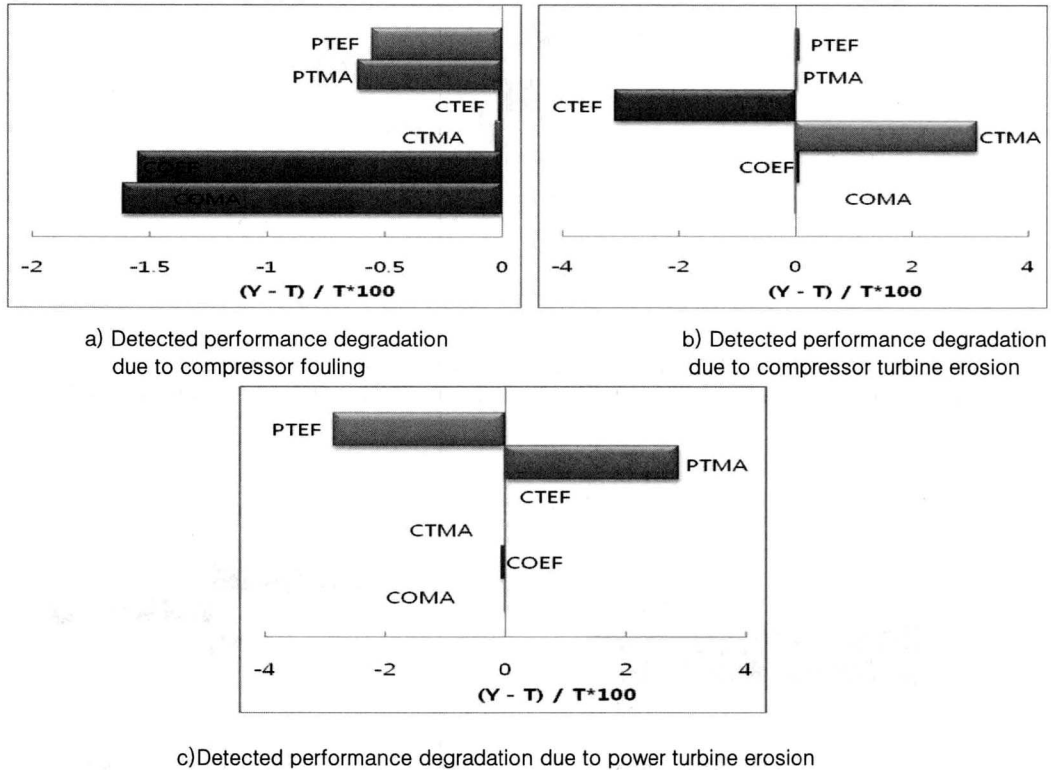 PTEF
PTMA
CTEF
CTMA
COEF
COMA
-2 -1.5 -1 -0.5 0
(Y - T) / T*100
a) Detected performance degradation
due to compressor fouling
PTEF
PTMA
CTEF
CTMA
COEF
COMA
-4 -2 0 2 4
(Y - T) / T*100
b) Detected performance degradation
due to compressor turbine erosion
PTEF
PTMA
CTEF
CTMA
COEF
COMA
-4 -2 0 2 4
(Y - T) / T*100
c)Detected performance degradation due to power turbine erosion